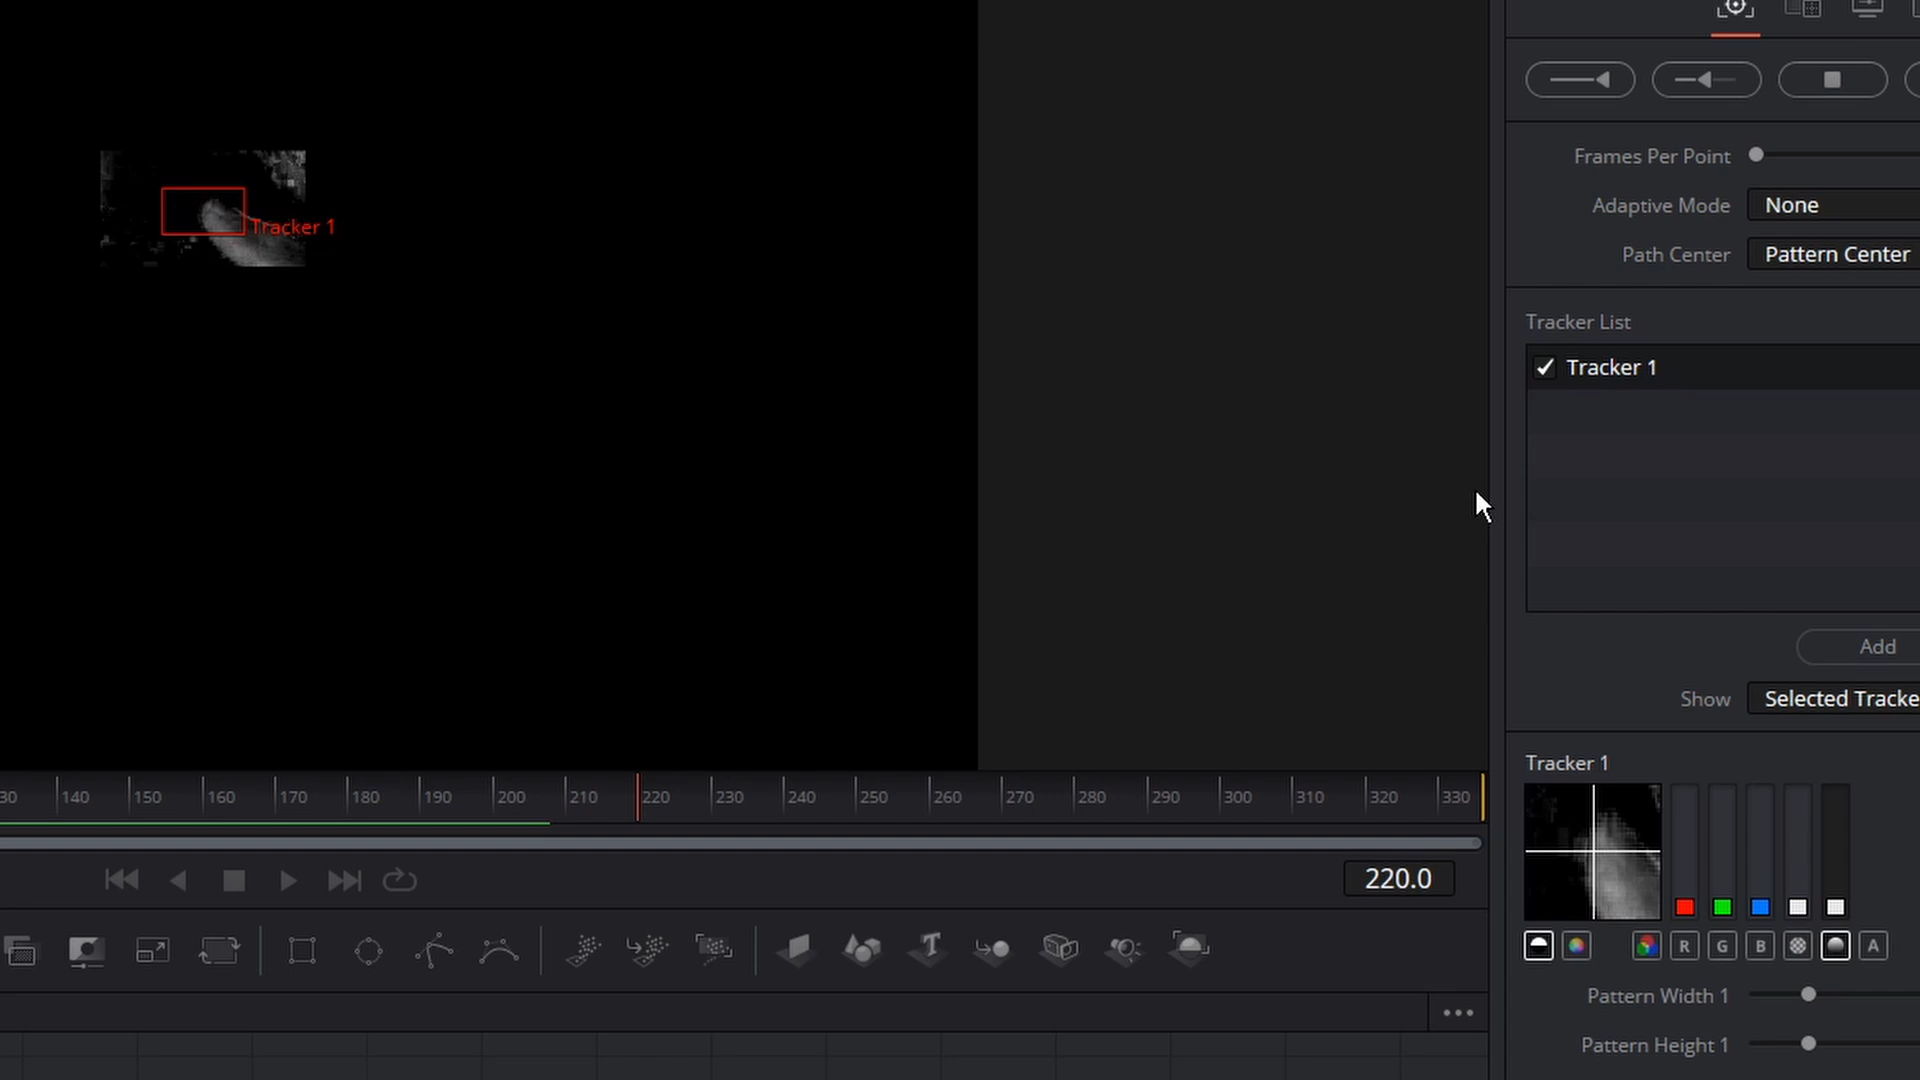 Tracker 1
Frames Per Point
Adaptive Mode None
Path Center Pattern Center
Tracker List
Tracker 1
Add
Show Selected Tracke
Tracker 1
30 140 150 160 170 180 190 200 210 220 230 240 250 260 270 280 290 300 310 320 330
220.0
R G B A
Pattern Width 1
Pattern Height 1